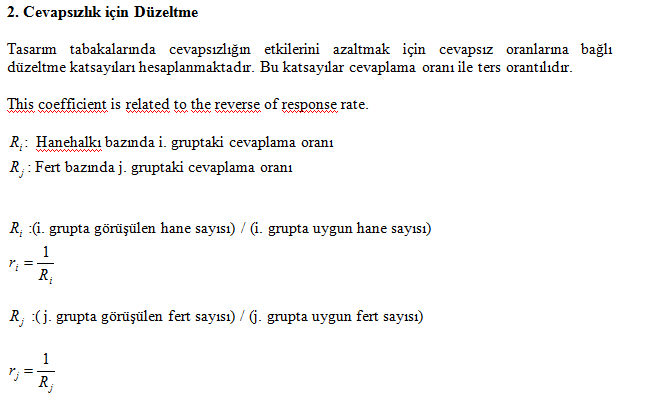 2. Cevapsızlık için Düzeltme
Tasarım tabakalarında cevapsızlığın etkilerini azaltmak için cevapsız oranlarına bağlı
düzeltme katsayıları hesaplanmaktadır. Bu katsayılar cevaplama oranı ile ters orantılıdır.
This coefficient is related to the reverse of response rate.
R_i : Hanehalkı bazında i. gruptaki cevaplama oranı
R_j : Fert bazında j. gruptaki cevaplama oranı
R_i :(i. grupta görüşülen hane sayısı) / (i. grupta uygun hane sayısı)
r_i = 1 / R_i
R_j :(j. grupta görüşülen fert sayısı) / (j. grupta uygun fert sayısı)
r_j = 1 / R_j